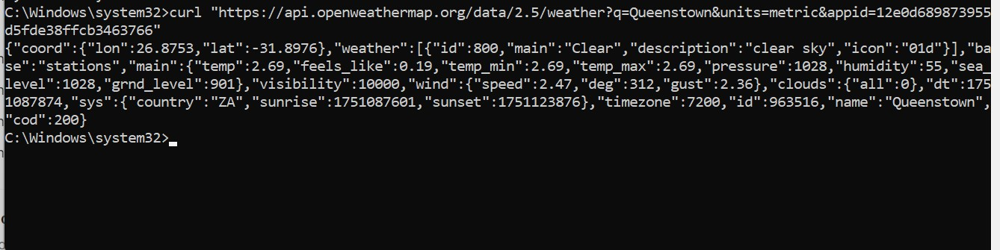 C:\Windows\system32>curl "https://api.openweathermap.org/data/2.5/weather?q=Queenstown&units=metric&appid=12e0d689873955
d5fde38ffcb3463766"
{"coord":{"lon":26.8753,"lat":-31.8976},"weather":[{"id":800,"main":"Clear","description":"clear sky","icon":"01d"}],"ba
se":"stations","main":{"temp":2.69,"feels_like":0.19,"temp_min":2.69,"temp_max":2.69,"pressure":1028,"humidity":55,"sea_
level":1028,"grnd_level":901},"visibility":10000,"wind":{"speed":2.47,"deg":312,"gust":2.36},"clouds":{"all":0},"dt":175
1087874,"sys":{"country":"ZA","sunrise":1751087601,"sunset":1751123876},"timezone":7200,"id":963516,"name":"Queenstown",
"cod":200}
C:\Windows\system32>